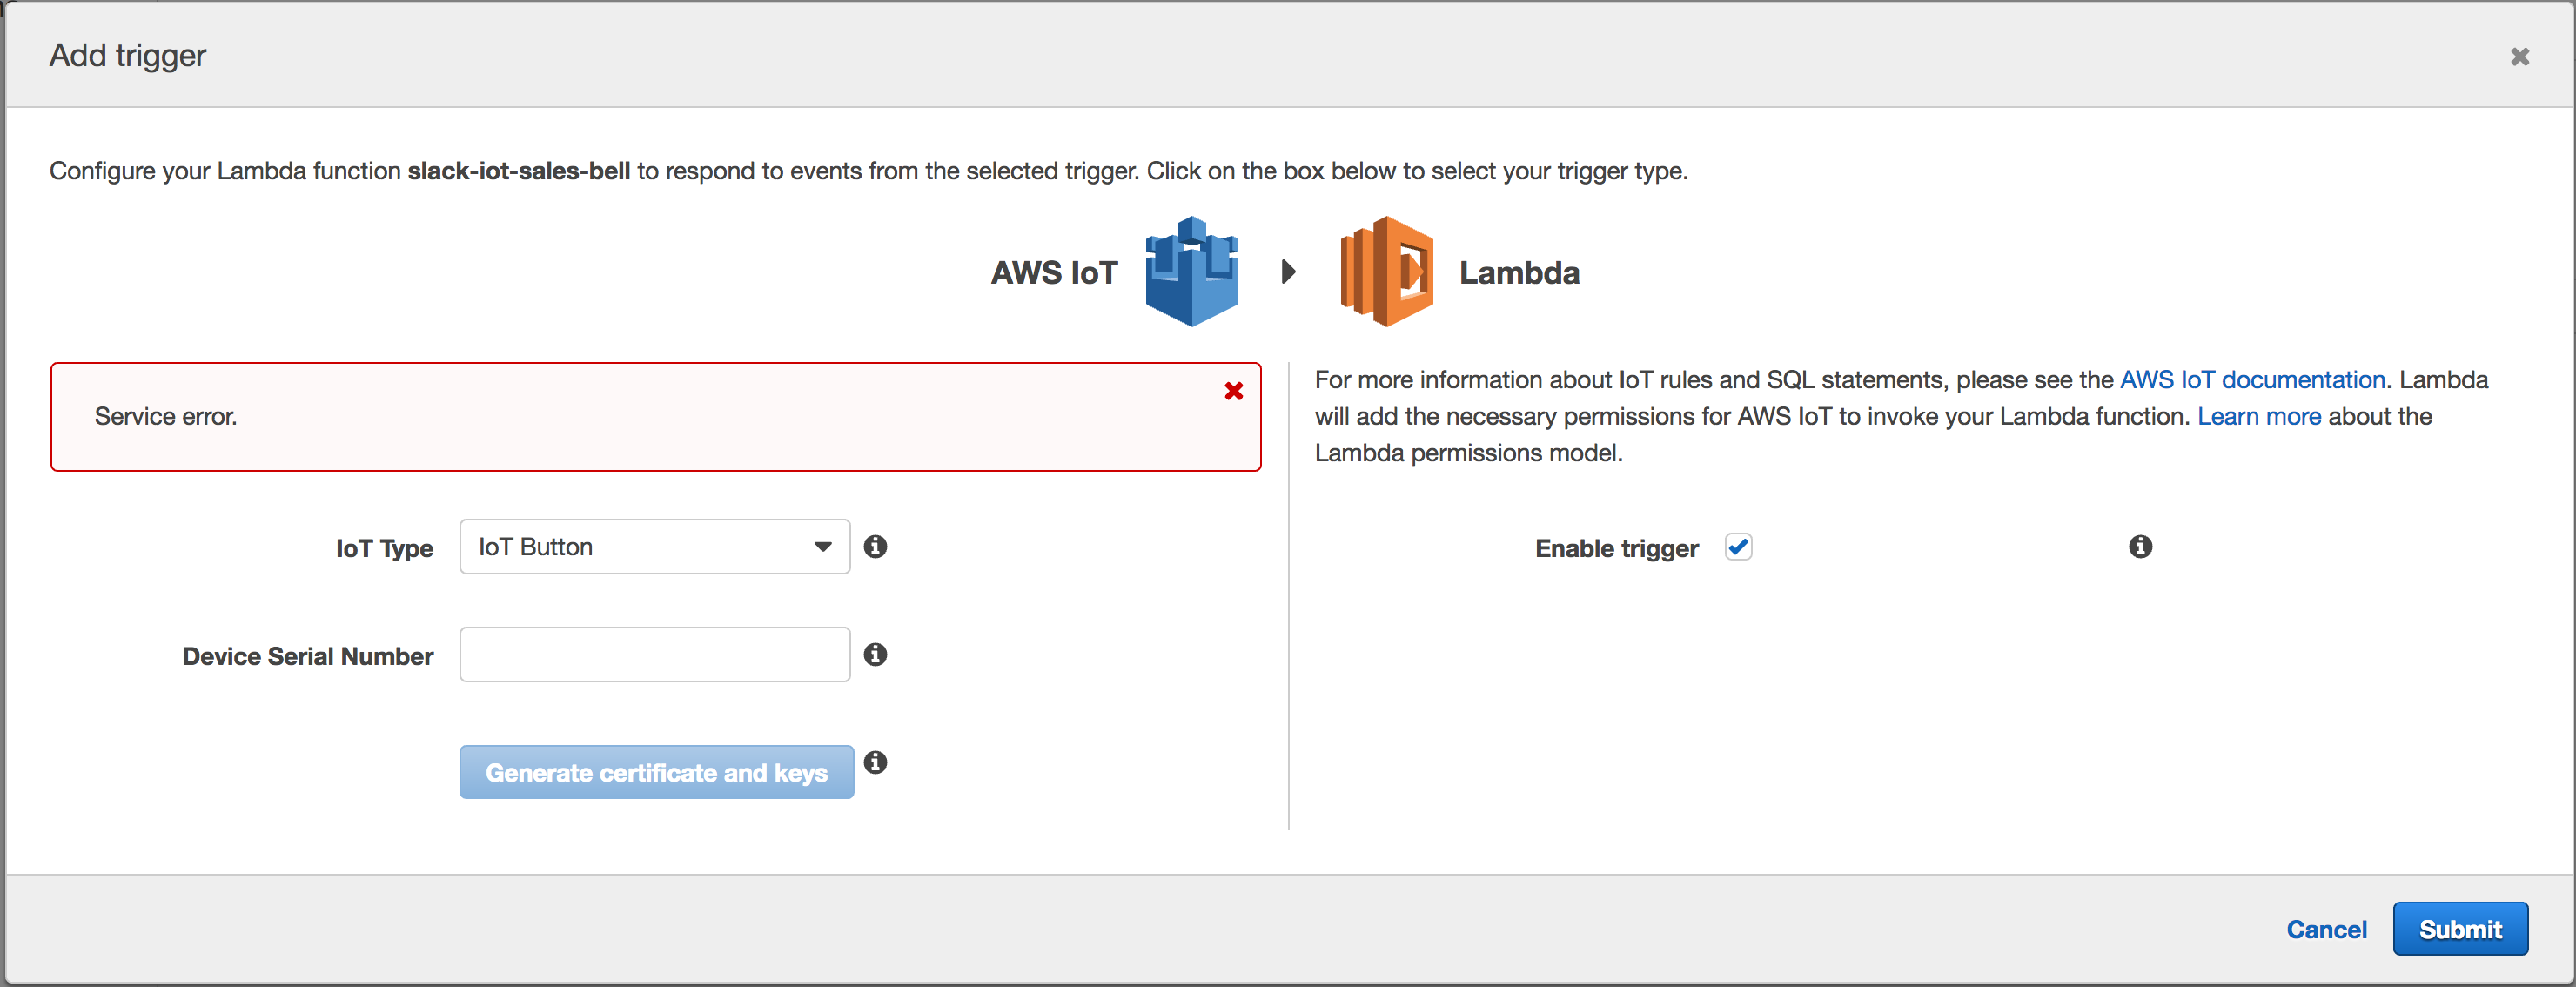 Add trigger
Configure your Lambda function slack-iot-sales-bell to respond to events from the selected trigger. Click on the box below to select your trigger type.
AWS IoT
Lambda
Service error.
For more information about IoT rules and SQL statements, please see the AWS IoT documentation. Lambda
will add the necessary permissions for AWS IoT to invoke your Lambda function. Learn more about the
Lambda permissions model.
IoT Type
IoT Button
Enable trigger
Device Serial Number
Generate certificate and keys
Cancel
Submit